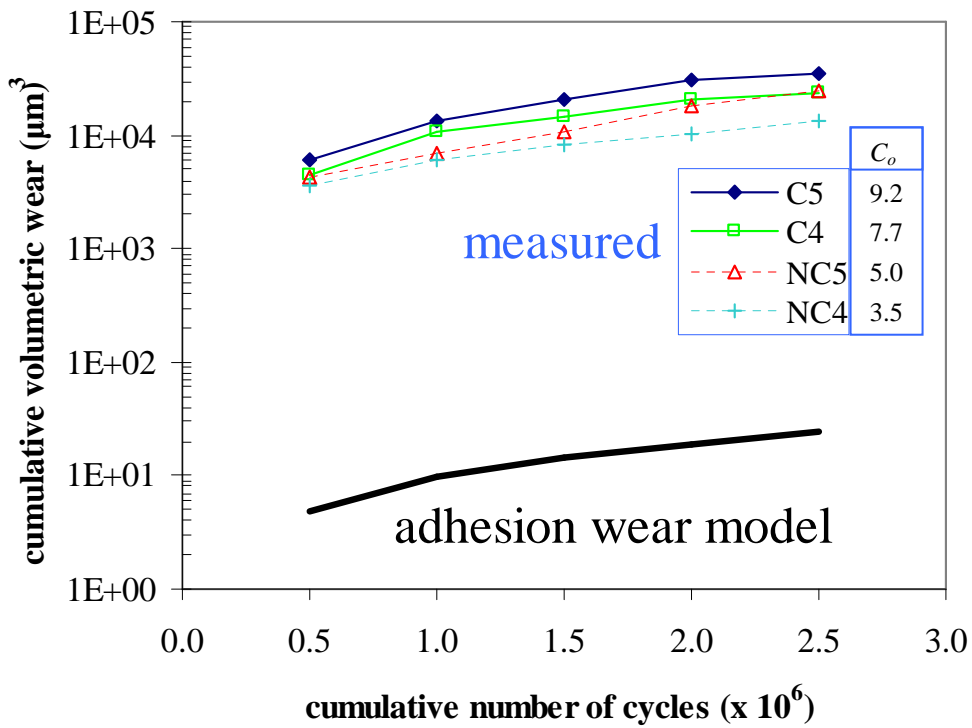 cumulative volumetric wear (µm³)
1E+05
1E+04
1E+03
1E+02
1E+01
1E+00
Cₒ
C5 9.2
C4 7.7
NC5 5.0
NC4 3.5
measured
adhesion wear model
0.0 0.5 1.0 1.5 2.0 2.5 3.0
cumulative number of cycles (x 10⁶)